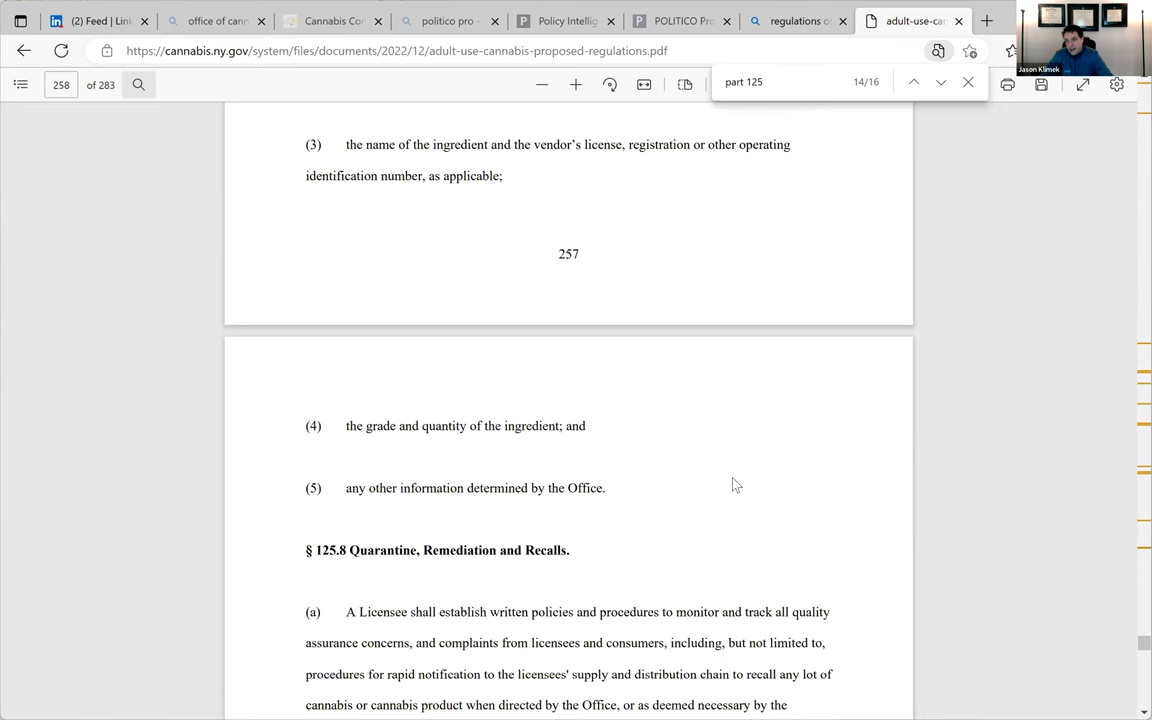 (2) Feed | Link
office of cann
Cannabis Con
politico pro -
Policy Intellig
POLITICO Pro
regulations of
adult-use-can
https://cannabis.ny.gov/system/files/documents/2022/12/adult-use-cannabis-proposed-regulations.pdf
Jason Klimek
258 of 283
part 125 14/16
(3) the name of the ingredient and the vendor's license, registration or other operating
identification number, as applicable;
257
(4) the grade and quantity of the ingredient; and
(5) any other information determined by the Office.
§ 125.8 Quarantine, Remediation and Recalls.
(a) A Licensee shall establish written policies and procedures to monitor and track all quality
assurance concerns, and complaints from licensees and consumers, including, but not limited to,
procedures for rapid notification to the licensees' supply and distribution chain to recall any lot of
cannabis or cannabis product when directed by the Office, or as deemed necessary by the